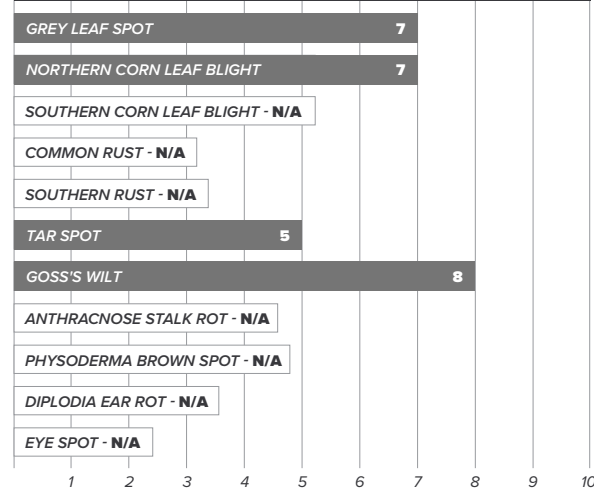 GREY LEAF SPOT 7
NORTHERN CORN LEAF BLIGHT 7
SOUTHERN CORN LEAF BLIGHT - N/A
COMMON RUST - N/A
SOUTHERN RUST - N/A
TAR SPOT 5
GOSS'S WILT 8
ANTHRACNOSE STALK ROT - N/A
PHYSODERMA BROWN SPOT - N/A
DIPLODIA EAR ROT - N/A
EYE SPOT - N/A
1 2 3 4 5 6 7 8 9 10